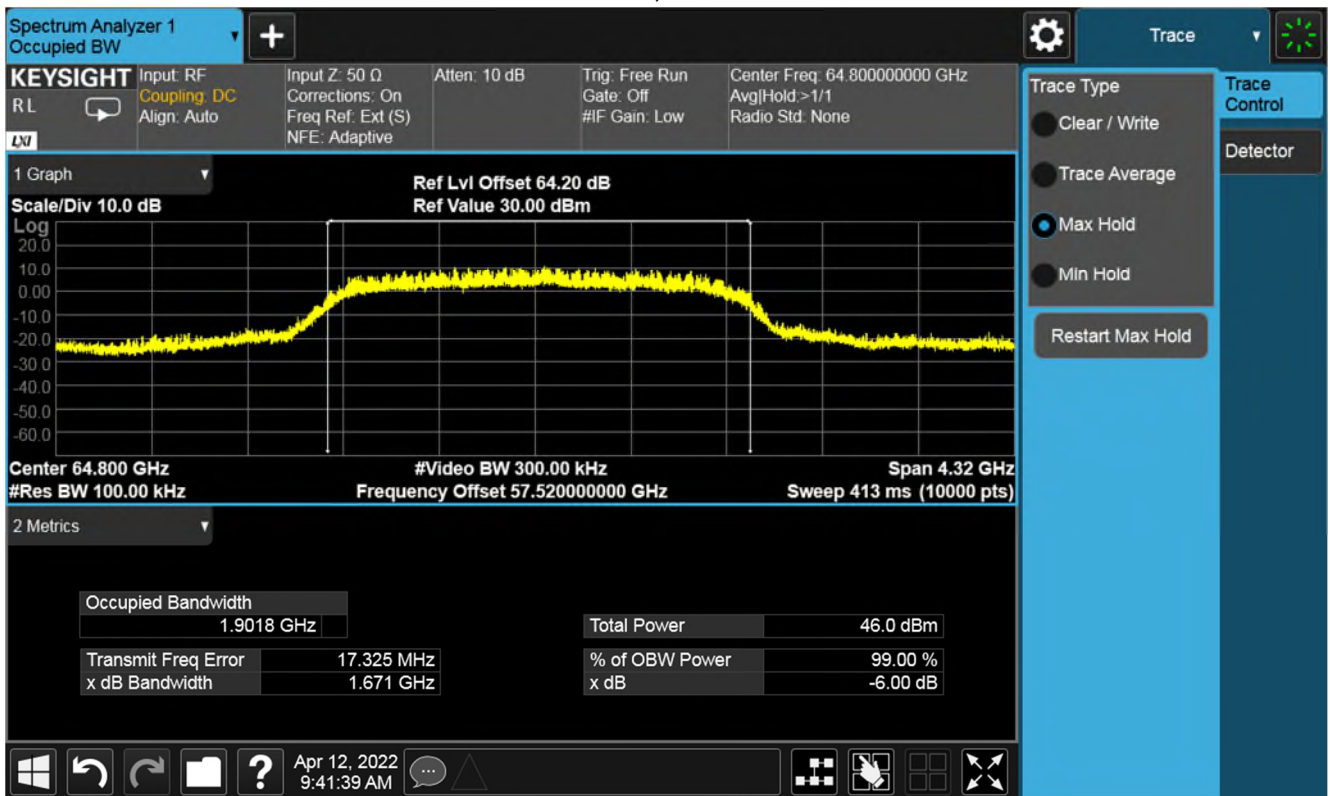 Spectrum Analyzer 1
Occupied BW
+
Trace
KEYSIGHT
R L
LXI
Input: RF
Coupling: DC
Align: Auto
Input Z: 50 Ω
Corrections: On
Freq Ref: Ext (S)
NFE: Adaptive
Atten: 10 dB
Trig: Free Run
Gate: Off
#IF Gain: Low
Center Freq: 64.800000000 GHz
Avg|Hold:>1/1
Radio Std: None
1 Graph
Scale/Div 10.0 dB
Ref Lvl Offset 64.20 dB
Ref Value 30.00 dBm
Log
20.0
10.0
0.00
-10.0
-20.0
-30.0
-40.0
-50.0
-60.0
Center 64.800 GHz
#Res BW 100.00 kHz
#Video BW 300.00 kHz
Frequency Offset 57.520000000 GHz
Span 4.32 GHz
Sweep 413 ms (10000 pts)
2 Metrics
Occupied Bandwidth
1.9018 GHz
Transmit Freq Error 17.325 MHz
x dB Bandwidth 1.671 GHz
Total Power 46.0 dBm
% of OBW Power 99.00 %
x dB -6.00 dB
Trace Type
Clear / Write
Trace Average
Max Hold
Min Hold
Restart Max Hold
Trace
Control
Detector
?
Apr 12, 2022
9:41:39 AM